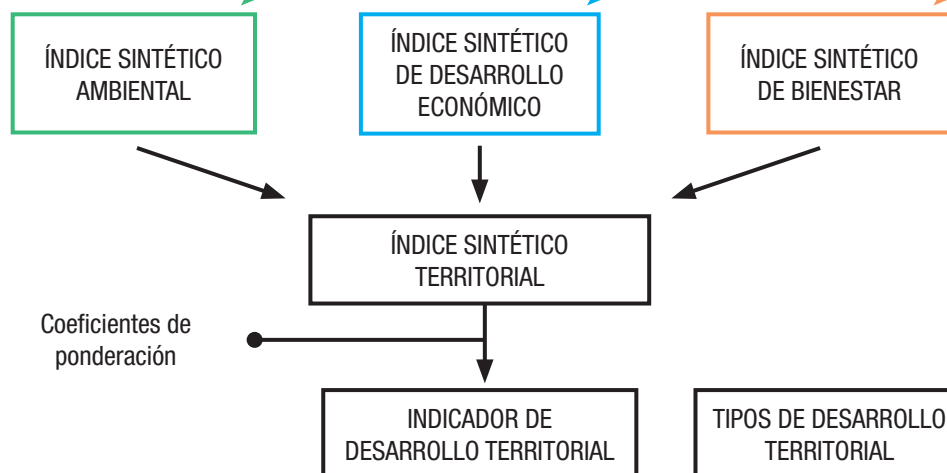 ÍNDICE SINTÉTICO
AMBIENTAL
ÍNDICE SINTÉTICO
DE DESARROLLO
ECONÓMICO
ÍNDICE SINTÉTICO
DE BIENESTAR
ÍNDICE SINTÉTICO
TERRITORIAL
Coeficientes de
ponderación
INDICADOR DE
DESARROLLO TERRITORIAL
TIPOS DE DESARROLLO
TERRITORIAL